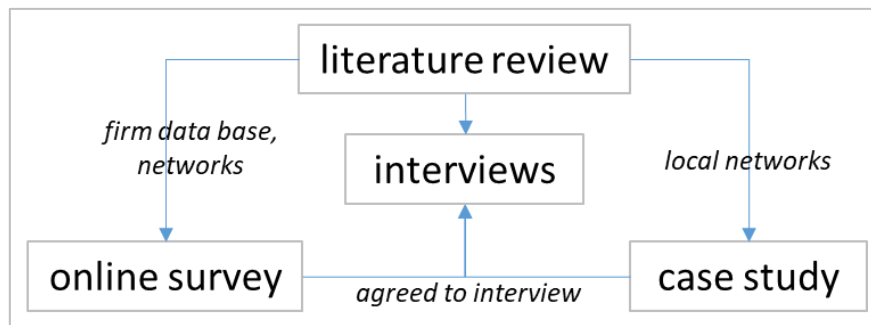 literature review
firm data base,
networks
interviews
local networks
online survey
agreed to interview
case study